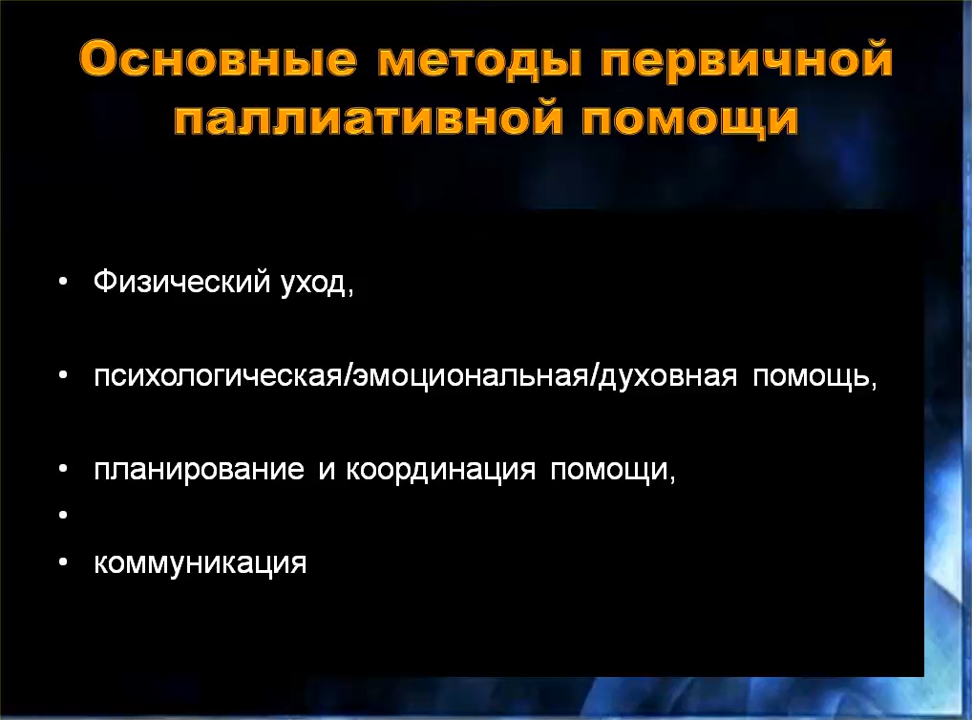 Основные методы первичной
паллиативной помощи
• Физический уход,
• психологическая/эмоциональная/духовная помощь,
• планирование и координация помощи,
•
• коммуникация